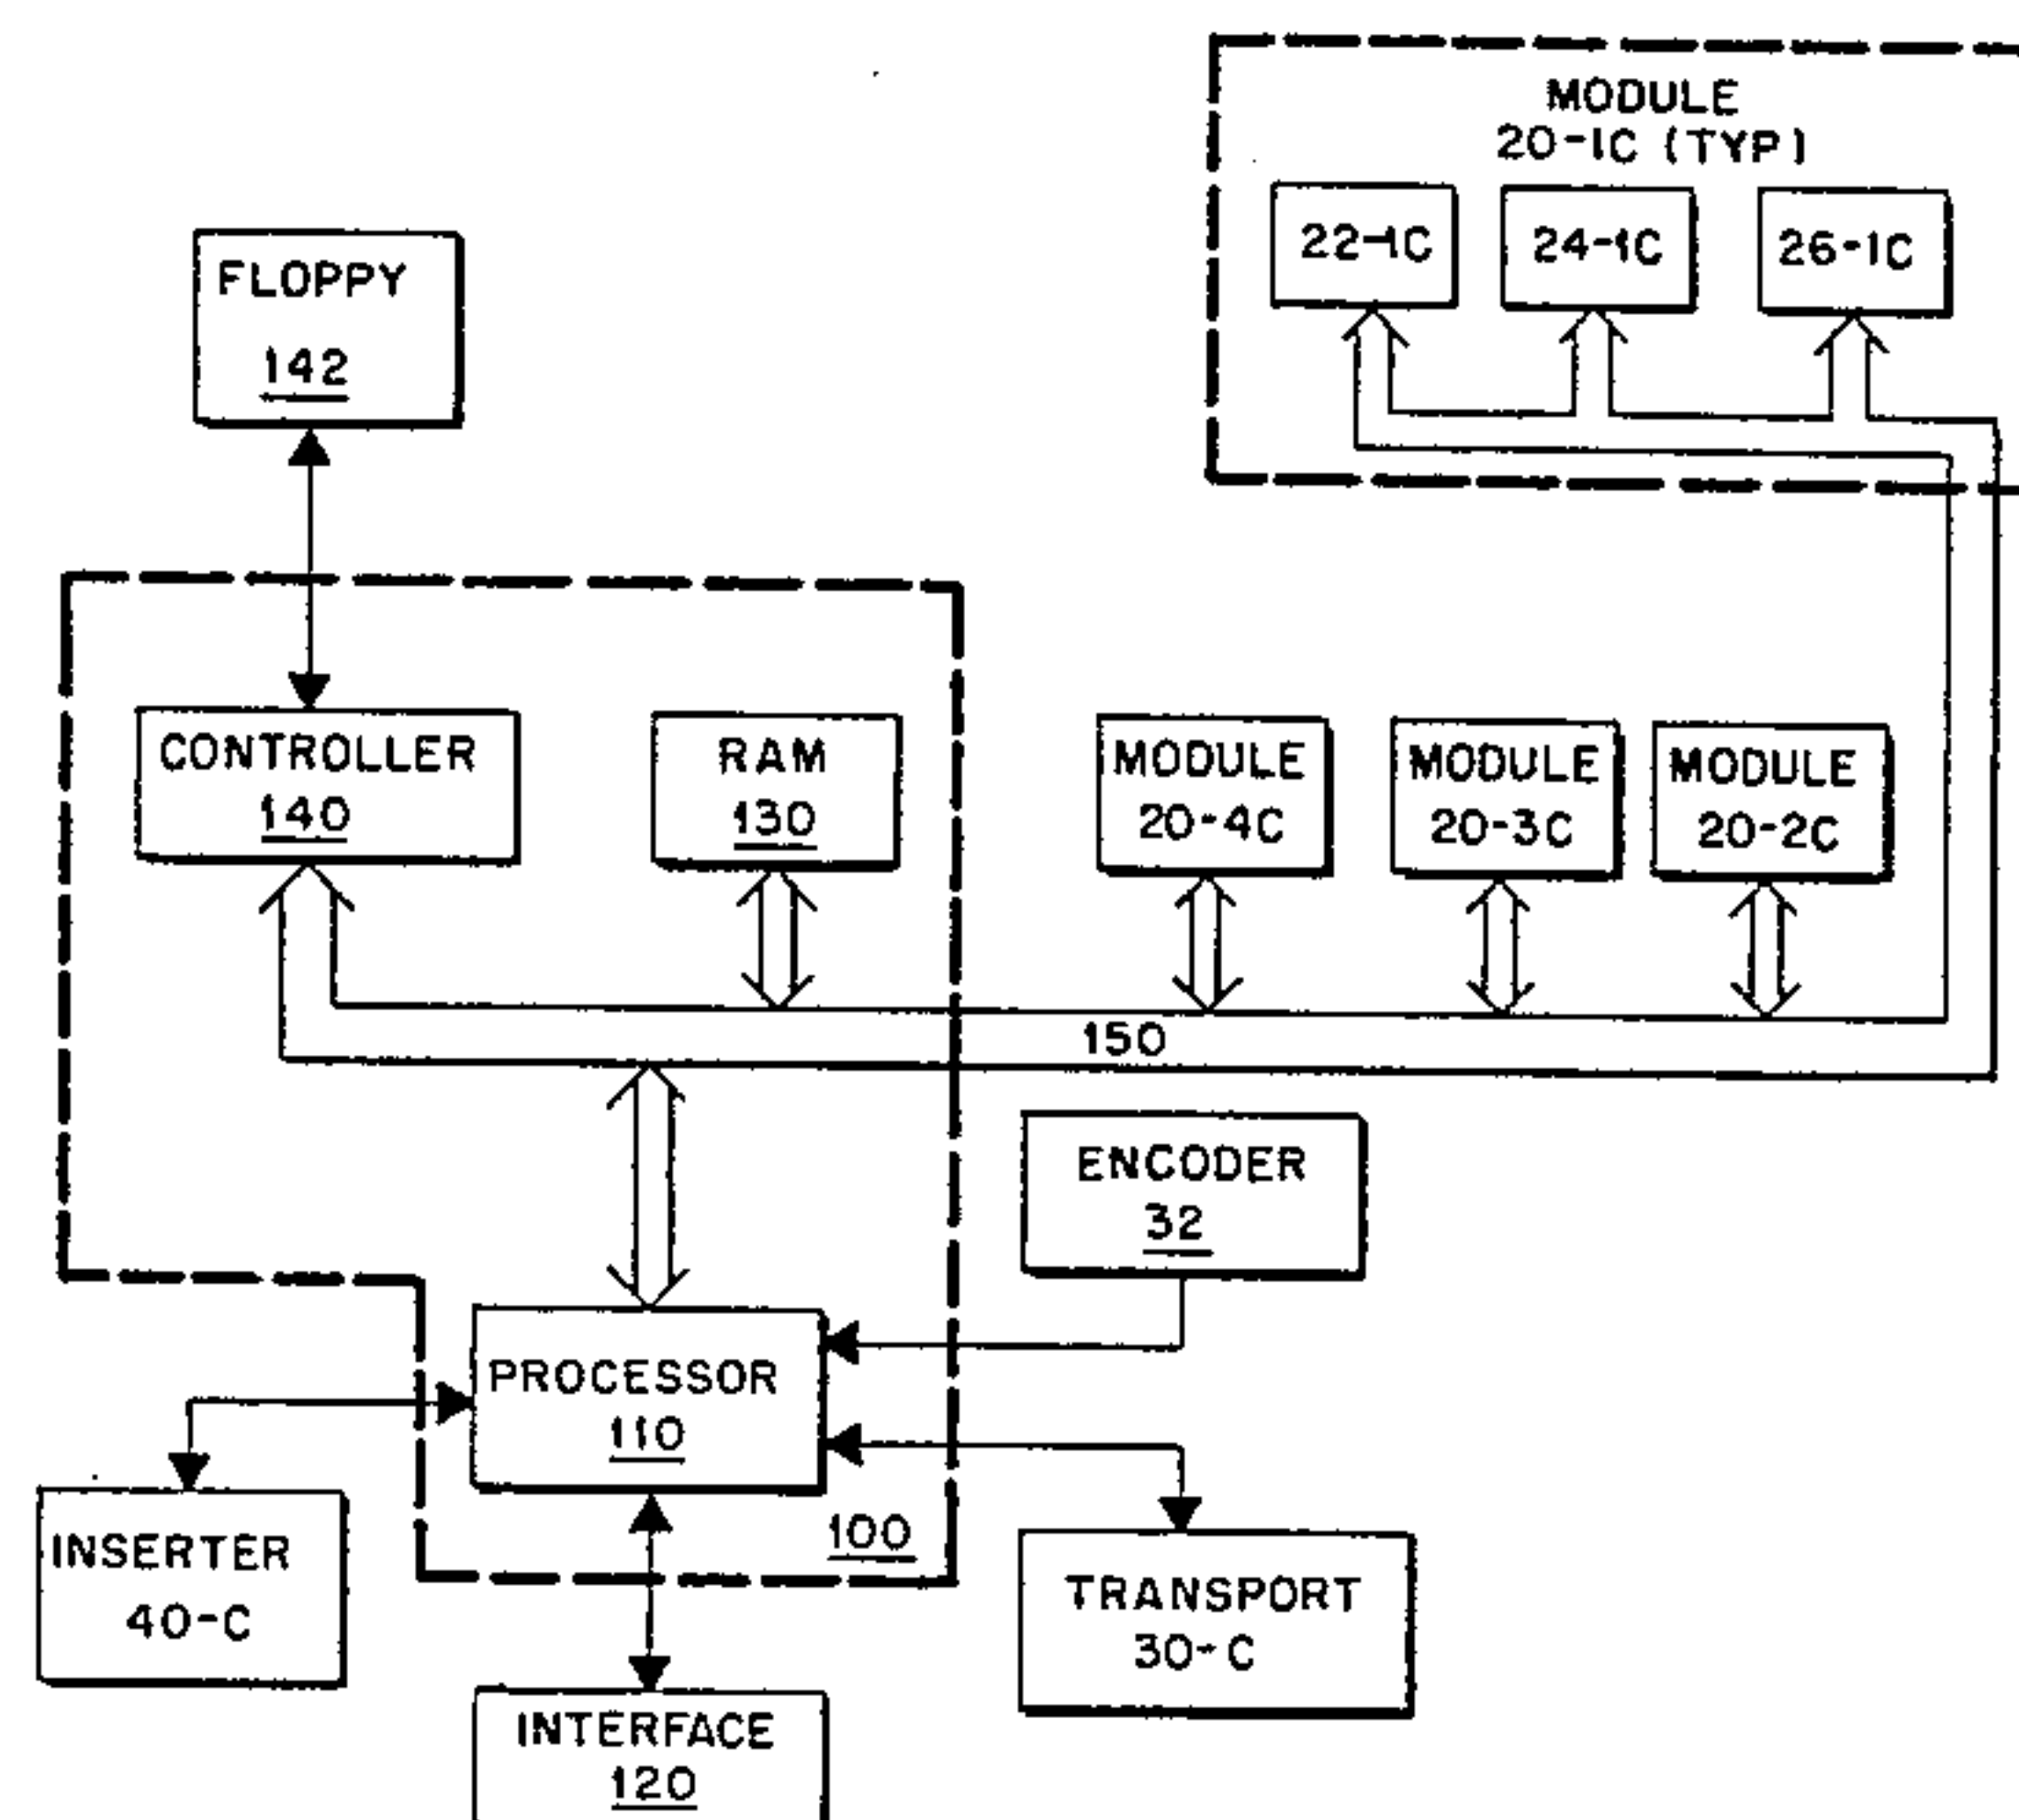 MODULE
20-1C (TYP)
22-1C
24-1C
26-1C
FLOPPY
142
CONTROLLER
140
RAM
130
MODULE
20-4C
MODULE
20-3C
MODULE
20-2C
150
ENCODER
32
PROCESSOR
110
100
INSERTER
40-C
TRANSPORT
30-C
INTERFACE
120